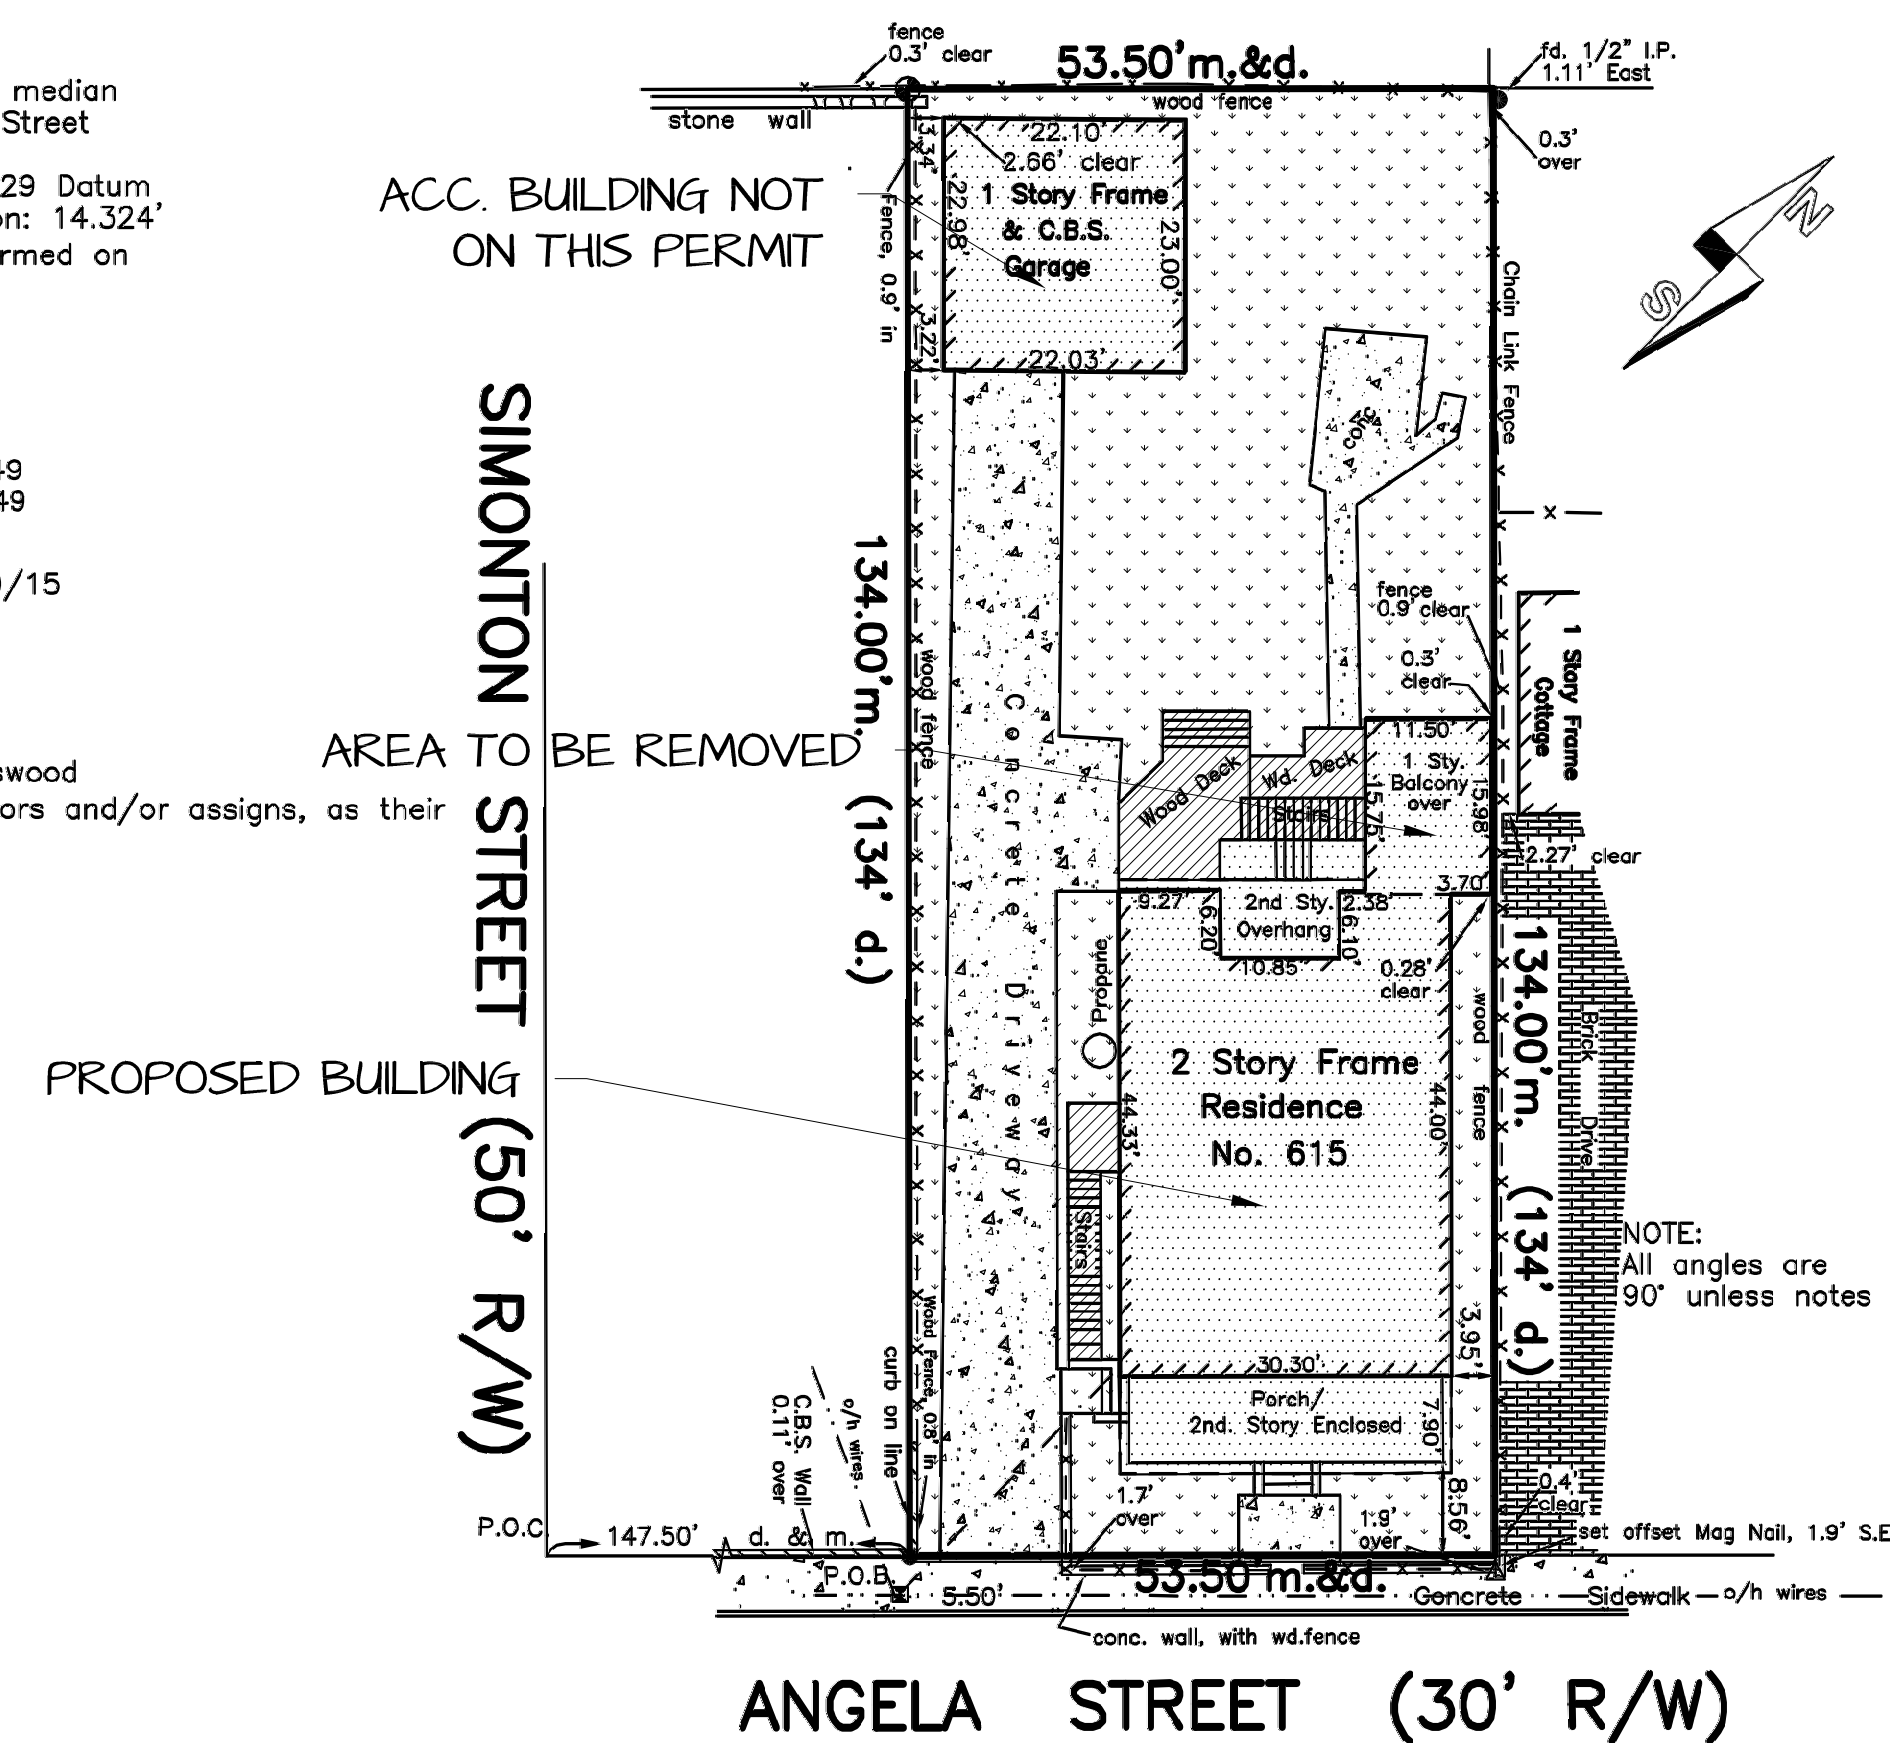 fence
0.3' clear
53.50'm.&d.
fd. 1/2" I.P.
1.11' East
median
Street
stone wall
wood fence
0.3'
over
29 Datum
on: 14.324'
rmed on
ACC. BUILDING NOT
ON THIS PERMIT
3.34'
22.10'
2.66' clear
1 Story Frame
& C.B.S.
Garage
22.98'
23.00'
22.03'
3.22'
Fence, 0.9' in
N
S
Chain Link Fence
conc
49
49
/15
SIMONTON STREET (50' R/W)
134.00'm. (134' d.)
wood fence
Concrete Driveway
fence
0.9' clear
0.3'
clear
1 Story Frame
Cottage
AREA TO BE REMOVED
swood
ors and/or assigns, as their
Wood Deck
Wd. Deck
Stairs
11.50'
1 Sty.
Balcony
over
15.75'
15.98'
2.27' clear
3.70'
9.27'
2nd Sty.
Overhang
2.38'
6.20'
6.10'
10.85'
0.28'
clear
Propane
wood fence
134.00'm. (134' d.)
Brick Drive
PROPOSED BUILDING
2 Story Frame
Residence
No. 615
44.33'
44.00'
Stairs
NOTE:
All angles are
90° unless notes
3.95'
30.30'
Porch/
2nd. Story Enclosed
7.90'
8.56'
Wood Fence, 0.8' in
curb on line
o/h wires
C.B.S. Wall
0.11' over
1.7'
over
1.9'
over
0.4'
clear
set offset Mag Nail, 1.9' S.E
P.O.C.
147.50' d. & m.
P.O.B.
53.50'm.&d.
5.50'
Concrete Sidewalk
o/h wires
conc. wall, with wd.fence
ANGELA STREET (30' R/W)